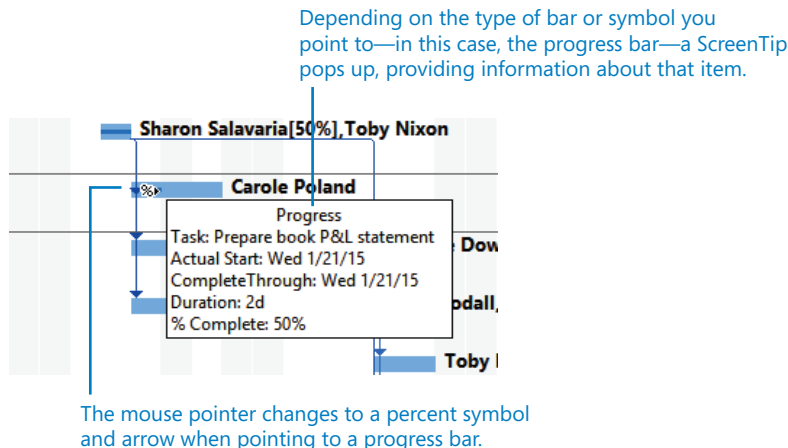 Depending on the type of bar or symbol you
point to—in this case, the progress bar—a ScreenTip
pops up, providing information about that item.
Sharon Salavaria[50%],Toby Nixon
%
Carole Poland
Progress
Task: Prepare book P&L statement
Actual Start: Wed 1/21/15
CompleteThrough: Wed 1/21/15
Duration: 2d
% Complete: 50%
Dow
odall,
Toby
The mouse pointer changes to a percent symbol
and arrow when pointing to a progress bar.